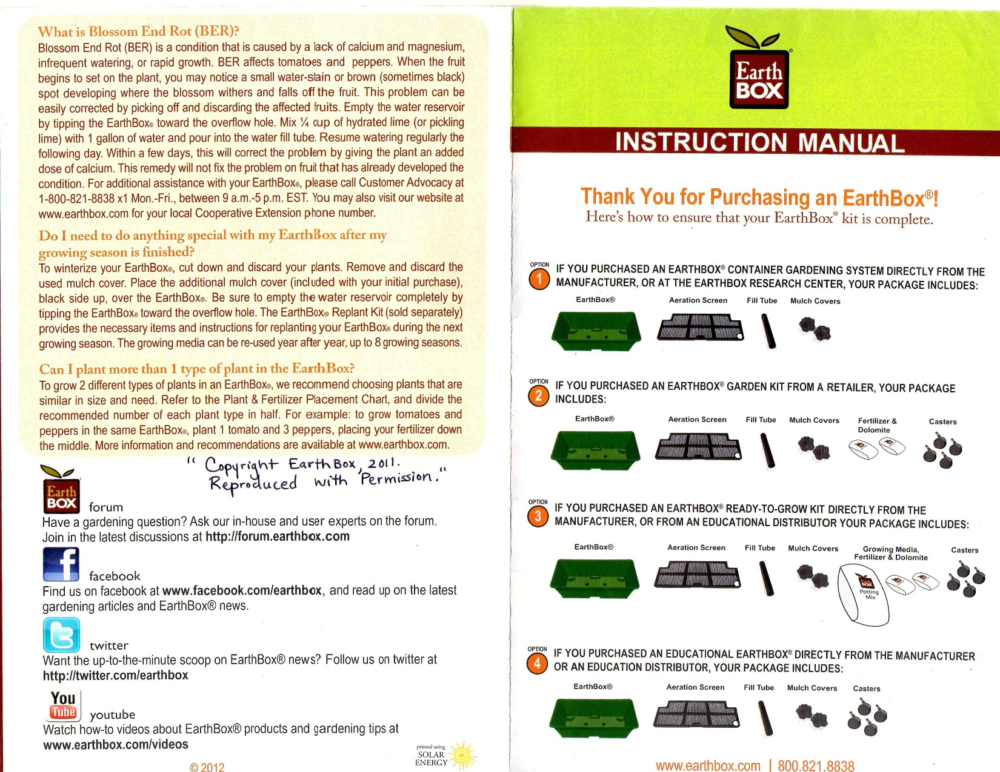 What is Blossom End Rot (BER)?
Blossom End Rot (BER) is a condition that is caused by a lack of calcium and magnesium,
infrequent watering, or rapid growth. BER affects tomatoes and peppers. When the fruit
begins to set on the plant, you may notice a small water-stain or brown (sometimes black)
spot developing where the blossom withers and falls off the fruit. This problem can be
easily corrected by picking off and discarding the affected fruits. Empty the water reservoir
by tipping the EarthBox® toward the overflow hole. Mix ¼ cup of hydrated lime (or pickling
lime) with 1 gallon of water and pour into the water fill tube. Resume watering regularly the
following day. Within a few days, this will correct the problem by giving the plant an added
dose of calcium. This remedy will not fix the problem on fruit that has already developed the
condition. For additional assistance with your EarthBox®, please call Customer Advocacy at
1-800-821-8838 x1 Mon.-Fri., between 9 a.m.-5 p.m. EST. You may also visit our website at
www.earthbox.com for your local Cooperative Extension phone number.
Do I need to do anything special with my EarthBox after my
growing season is finished?
To winterize your EarthBox®, cut down and discard your plants. Remove and discard the
used mulch cover. Place the additional mulch cover (included with your initial purchase),
black side up, over the EarthBox®. Be sure to empty the water reservoir completely by
tipping the EarthBox® toward the overflow hole. The EarthBox® Replant Kit (sold separately)
provides the necessary items and instructions for replanting your EarthBox® during the next
growing season. The growing media can be re-used year after year, up to 8 growing seasons.
Can I plant more than 1 type of plant in the EarthBox?
To grow 2 different types of plants in an EarthBox®, we recommend choosing plants that are
similar in size and need. Refer to the Plant & Fertilizer Placement Chart, and divide the
recommended number of each plant type in half. For example: to grow tomatoes and
peppers in the same EarthBox®, plant 1 tomato and 3 peppers, placing your fertilizer down
the middle. More information and recommendations are available at www.earthbox.com.
"Copyright EarthBox, 2011.
Reproduced with Permission."
Earth
BOX
forum
Have a gardening question? Ask our in-house and user experts on the forum.
Join in the latest discussions at http://forum.earthbox.com
f
facebook
Find us on facebook at www.facebook.com/earthbox, and read up on the latest
gardening articles and EarthBox® news.
t
twitter
Want the up-to-the-minute scoop on EarthBox® news? Follow us on twitter at
http://twitter.com/earthbox
You
Tube
youtube
Watch how-to videos about EarthBox® products and gardening tips at
www.earthbox.com/videos
printed using
SOLAR
ENERGY
© 2012
Earth
BOX®
INSTRUCTION MANUAL
Thank You for Purchasing an EarthBox®!
Here's how to ensure that your EarthBox® kit is complete.
OPTION
1
IF YOU PURCHASED AN EARTHBOX® CONTAINER GARDENING SYSTEM DIRECTLY FROM THE
MANUFACTURER, OR AT THE EARTHBOX RESEARCH CENTER, YOUR PACKAGE INCLUDES:
EarthBox® Aeration Screen Fill Tube Mulch Covers
OPTION
2
IF YOU PURCHASED AN EARTHBOX® GARDEN KIT FROM A RETAILER, YOUR PACKAGE
INCLUDES:
EarthBox® Aeration Screen Fill Tube Mulch Covers Fertilizer & Casters
Dolomite
OPTION
3
IF YOU PURCHASED AN EARTHBOX® READY-TO-GROW KIT DIRECTLY FROM THE
MANUFACTURER, OR FROM AN EDUCATIONAL DISTRIBUTOR YOUR PACKAGE INCLUDES:
EarthBox® Aeration Screen Fill Tube Mulch Covers Growing Media, Casters
Fertilizer & Dolomite
Earth
BOX
Potting
Mix
OPTION
4
IF YOU PURCHASED AN EDUCATIONAL EARTHBOX® DIRECTLY FROM THE MANUFACTURER
OR AN EDUCATION DISTRIBUTOR, YOUR PACKAGE INCLUDES:
EarthBox® Aeration Screen Fill Tube Mulch Covers Casters
www.earthbox.com | 800.821.8838